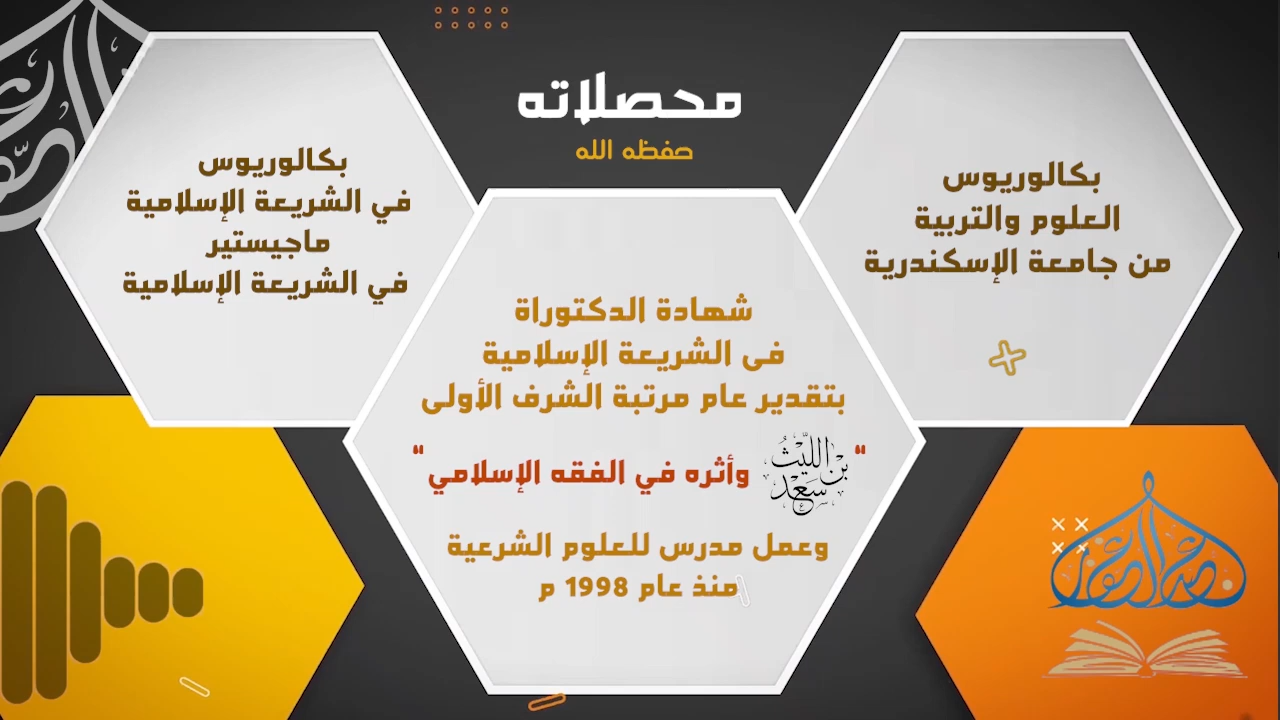 محصلاته
حفظه الله
بكالوريوس
العلوم والتربية
من جامعة الإسكندرية
بكالوريوس
في الشريعة الإسلامية
ماجيستير
في الشريعة الإسلامية
شهادة الدكتوراة
فى الشريعة الإسلامية
بتقدير عام مرتبة الشرف الأولى
"الليث بن سعد وأثره في الفقه الإسلامي"
وعمل مدرس للعلوم الشرعية
منذ عام 1998 م